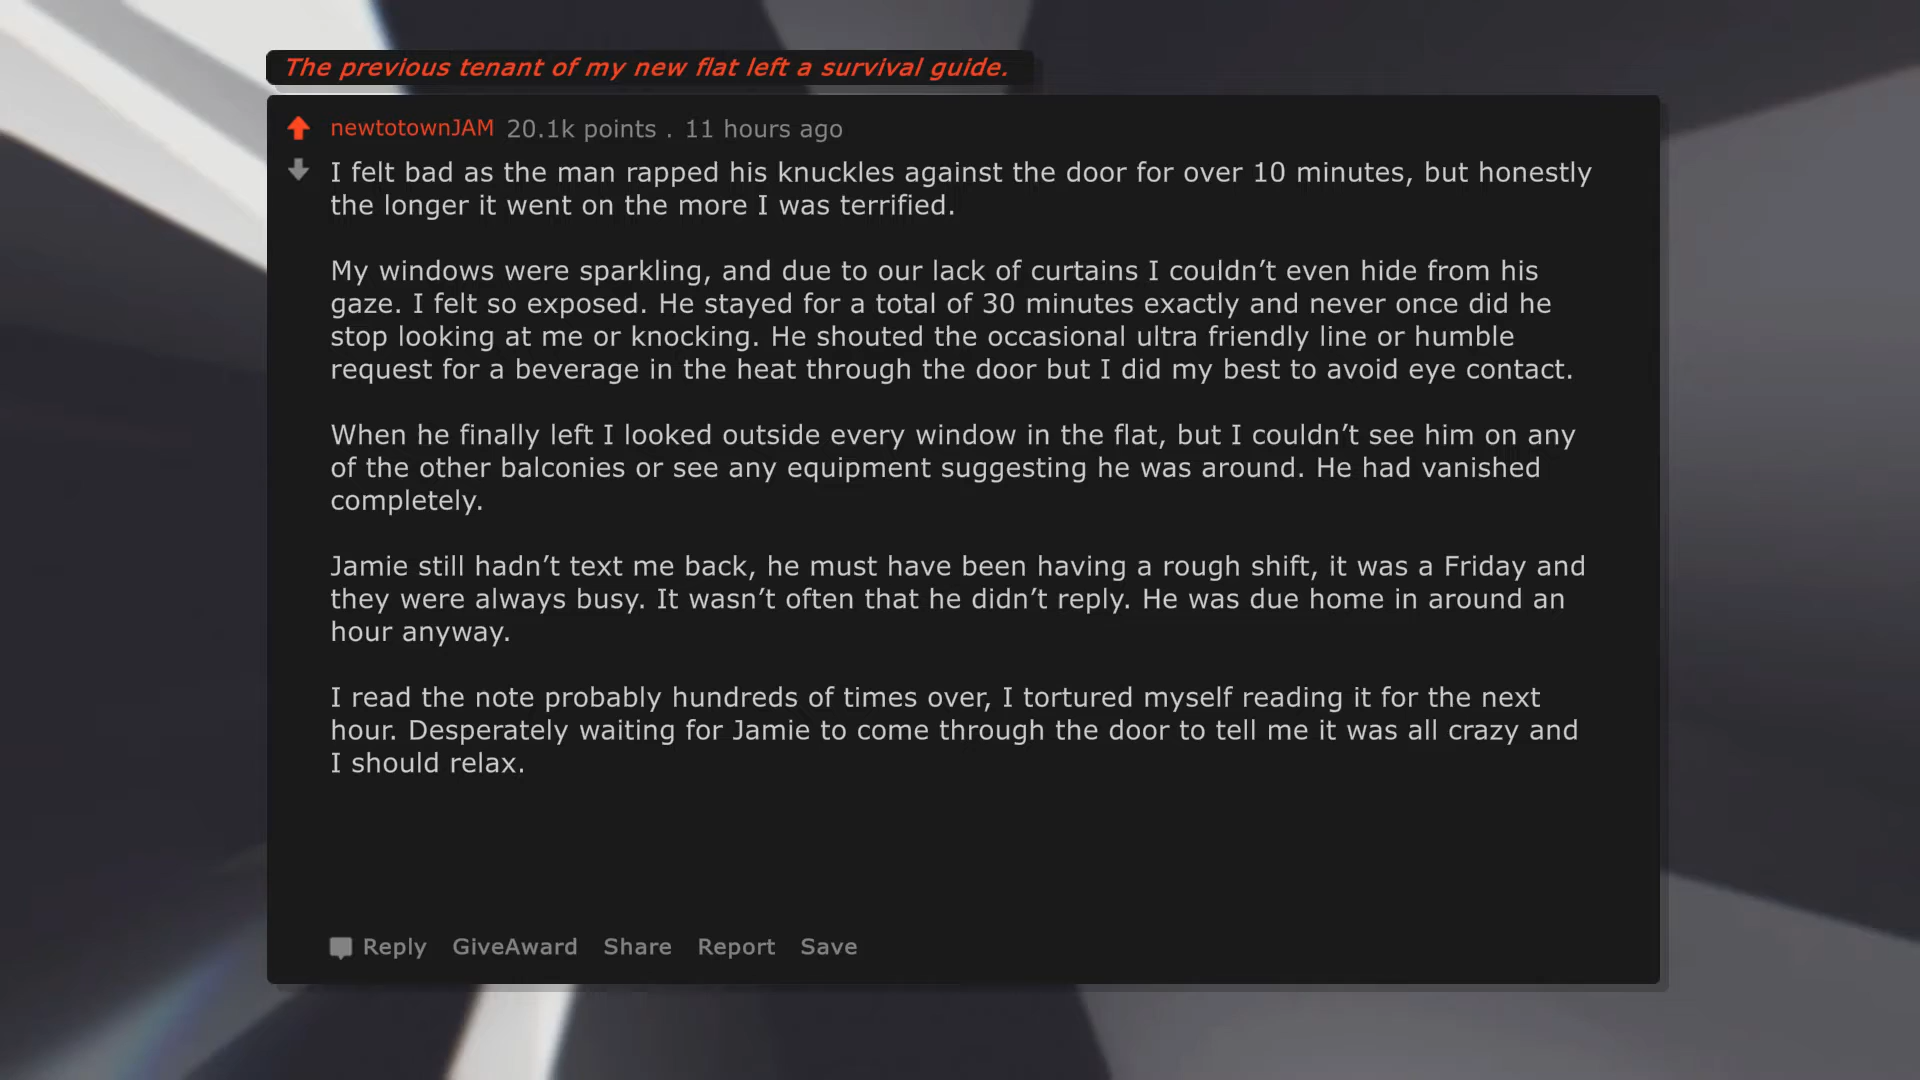 The previous tenant of my new flat left a survival guide.
newtotownJAM 20.1k points . 11 hours ago
I felt bad as the man rapped his knuckles against the door for over 10 minutes, but honestly
the longer it went on the more I was terrified.
My windows were sparkling, and due to our lack of curtains I couldn’t even hide from his
gaze. I felt so exposed. He stayed for a total of 30 minutes exactly and never once did he
stop looking at me or knocking. He shouted the occasional ultra friendly line or humble
request for a beverage in the heat through the door but I did my best to avoid eye contact.
When he finally left I looked outside every window in the flat, but I couldn’t see him on any
of the other balconies or see any equipment suggesting he was around. He had vanished
completely.
Jamie still hadn’t text me back, he must have been having a rough shift, it was a Friday and
they were always busy. It wasn’t often that he didn’t reply. He was due home in around an
hour anyway.
I read the note probably hundreds of times over, I tortured myself reading it for the next
hour. Desperately waiting for Jamie to come through the door to tell me it was all crazy and
I should relax.
Reply GiveAward Share Report Save